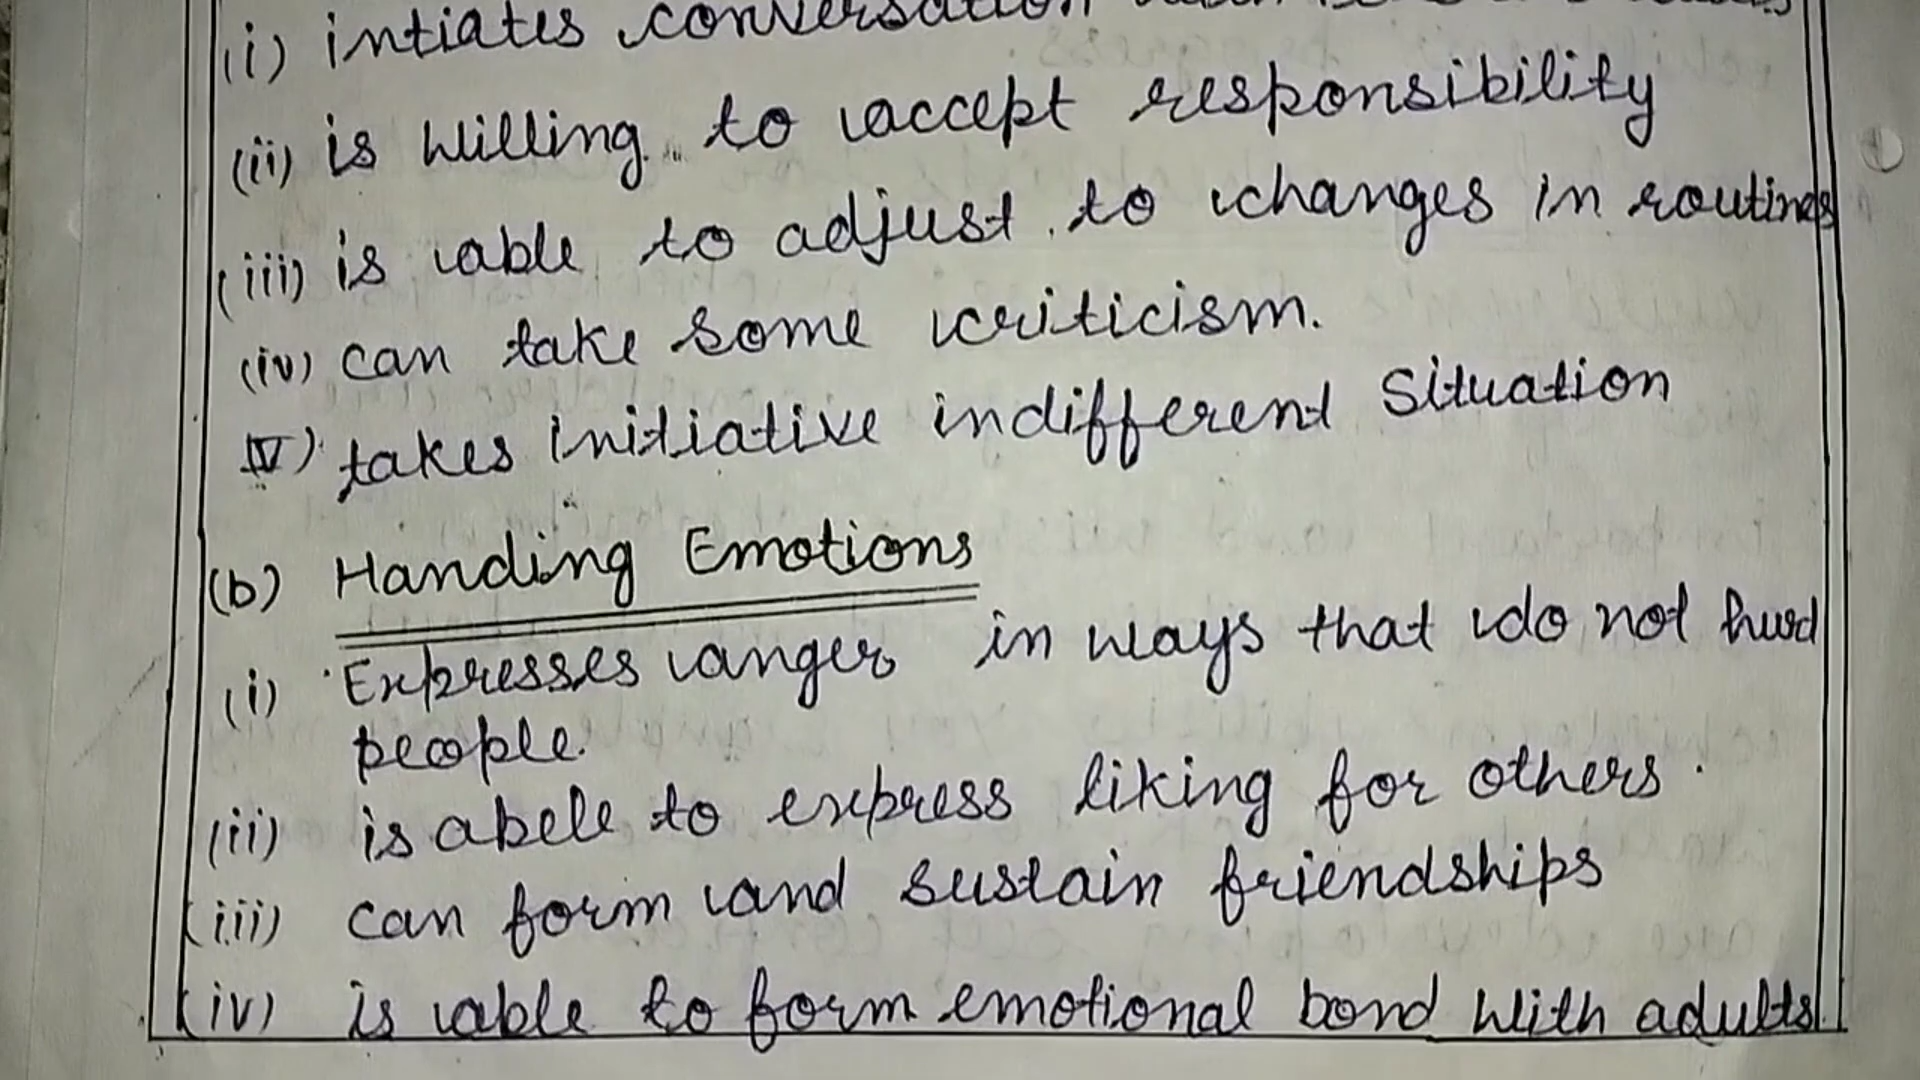 (i) intiates conversation
(ii) is willing to accept responsibility
(iii) is able to adjust to changes in routines
(iv) can take some criticism.
V) takes initiative indifferent Situation
(b) Handing Emotions
(i) Expresses anger in ways that do not hurd
people.
(ii) is abele to express liking for others.
(iii) can form and sustain friendships
(iv) is able to form emotional bond with adults.